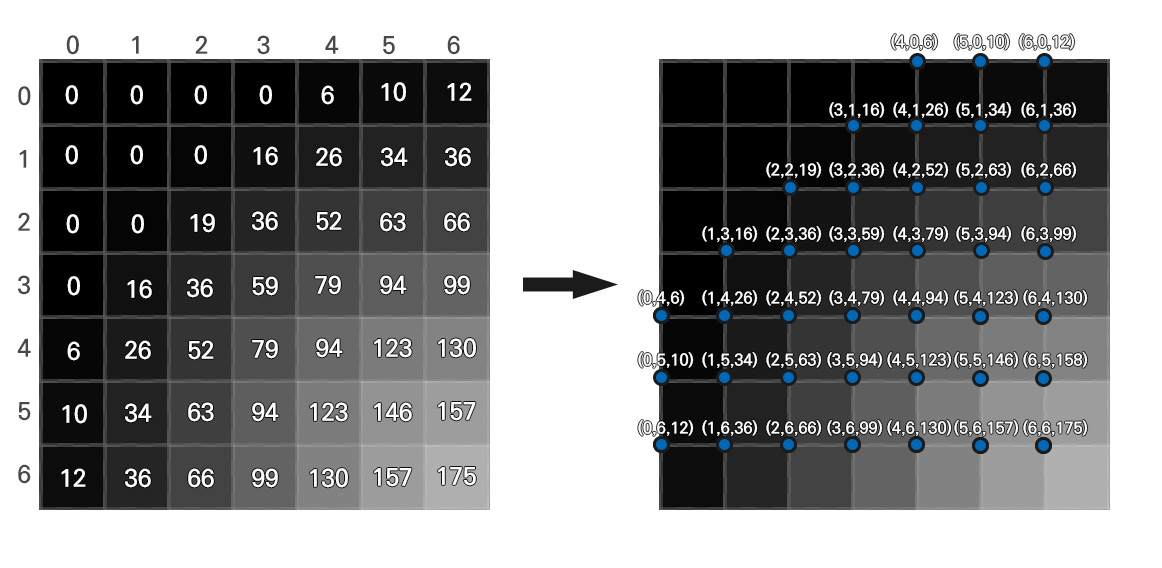 0 1 2 3 4 5 6
0 0 0 0 0 6 10 12
1 0 0 0 16 26 34 36
2 0 0 19 36 52 63 66
3 0 16 36 59 79 94 99
4 6 26 52 79 94 123 130
5 10 34 63 94 123 146 157
6 12 36 66 99 130 157 175
(4,0,6) (5,0,10) (6,0,12)
(3,1,16) (4,1,26) (5,1,34) (6,1,36)
(2,2,19) (3,2,36) (4,2,52) (5,2,63) (6,2,66)
(1,3,16) (2,3,36) (3,3,59) (4,3,79) (5,3,94) (6,3,99)
(0,4,6) (1,4,26) (2,4,52) (3,4,79) (4,4,94) (5,4,123) (6,4,130)
(0,5,10) (1,5,34) (2,5,63) (3,5,94) (4,5,123) (5,5,146) (6,5,158)
(0,6,12) (1,6,36) (2,6,66) (3,6,99) (4,6,130) (5,6,157) (6,6,175)